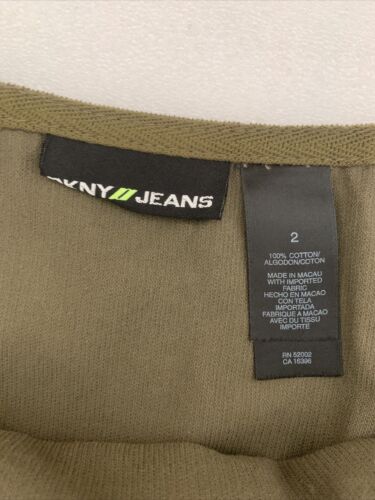 DKNY//JEANS
2
100% COTTON/
ALGODON/COTON
MADE IN MACAU
WITH IMPORTED
FABRIC
HECHO EN MACAO
CON TELA
IMPORTADA
FABRIQUE A MACAO
AVEC DU TISSU
IMPORTE
RN 52002
CA 16396